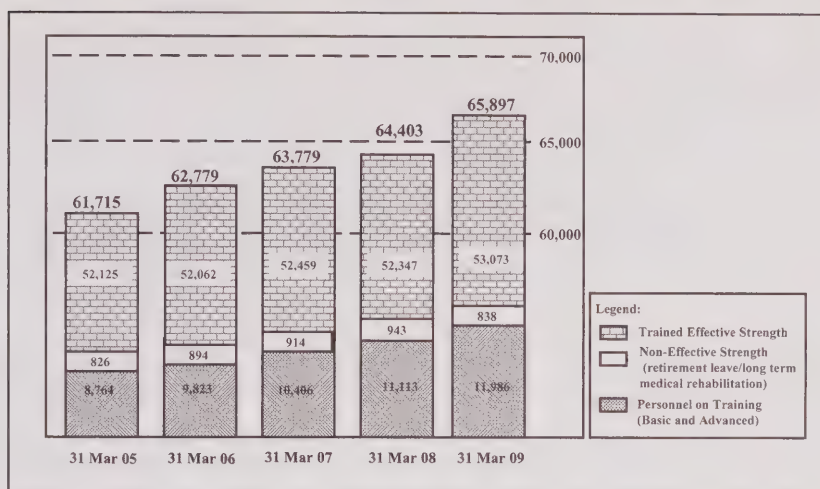 70,000
65,897
64,403
65,000
63,779
62,779
61,715
60,000
52,125
52,062
52,459
52,347
53,073
826
894
914
943
838
8,764
9,823
10,406
11,113
11,986
31 Mar 05
31 Mar 06
31 Mar 07
31 Mar 08
31 Mar 09
Legend:
Trained Effective Strength
Non-Effective Strength
(retirement leave/long term
medical rehabilitation)
Personnel on Training
(Basic and Advanced)